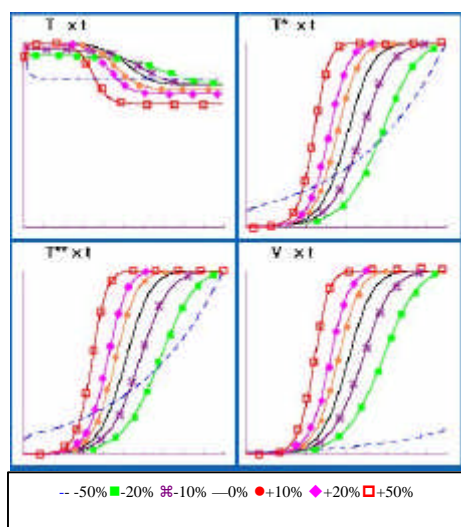 T x t
T* x t
T** x t
V x t
-- -50% ■-20% ⌘-10% —0% ●+10% ◆+20% □+50%